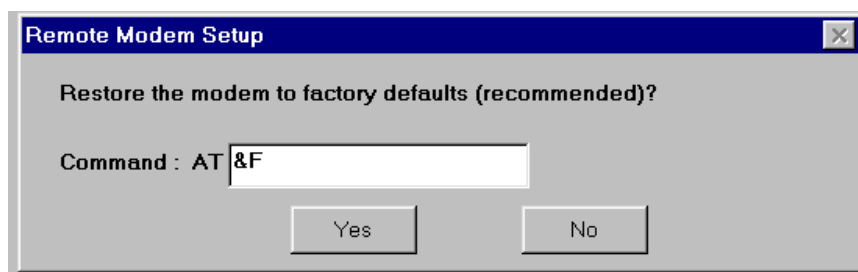 Remote Modem Setup
Restore the modem to factory defaults (recommended)?
Command : AT &F
Yes No